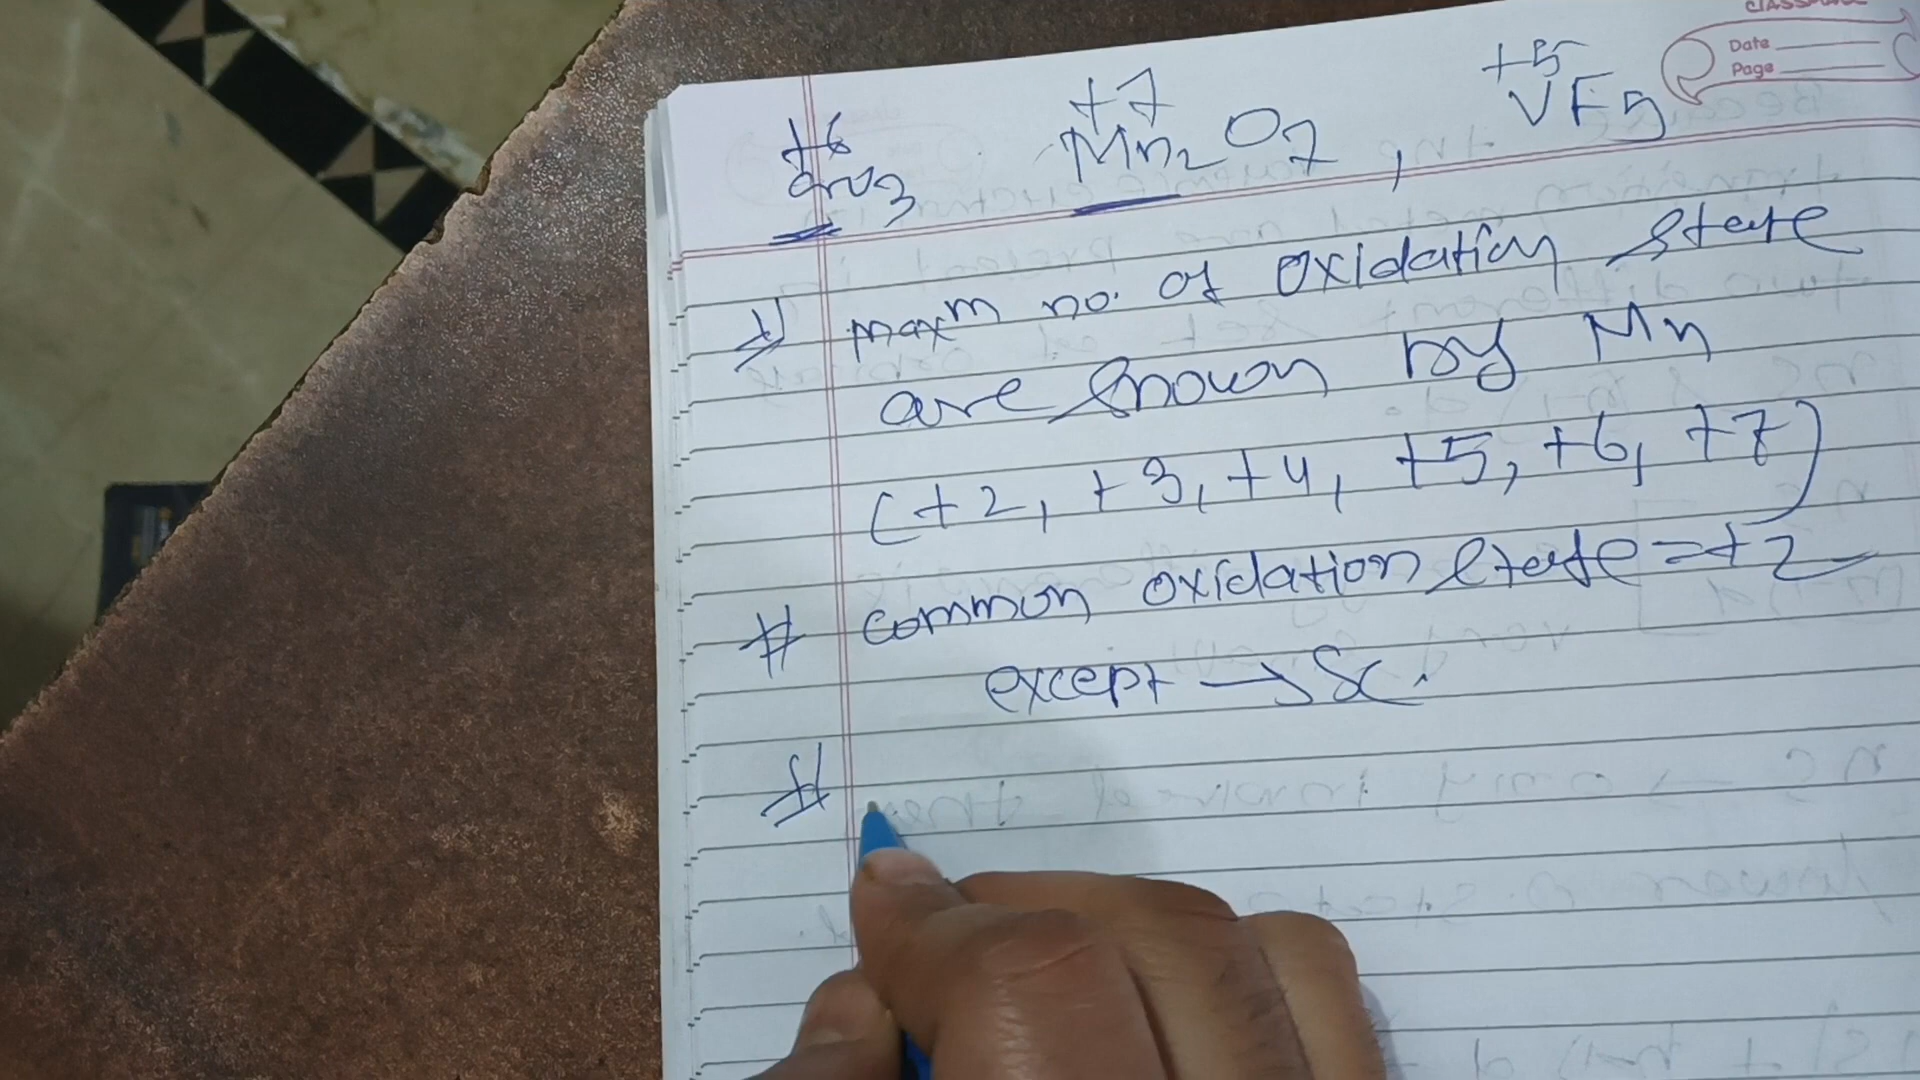 CLASSMATE
Date
Page
+6 +7 +5
CrO3 Mn2O7 , VF5
# maxm no. of oxidation state
are shown by Mn
(+2, +3, +4, +5, +6, +7)
# common oxidation state = +2
except → Sc.
#